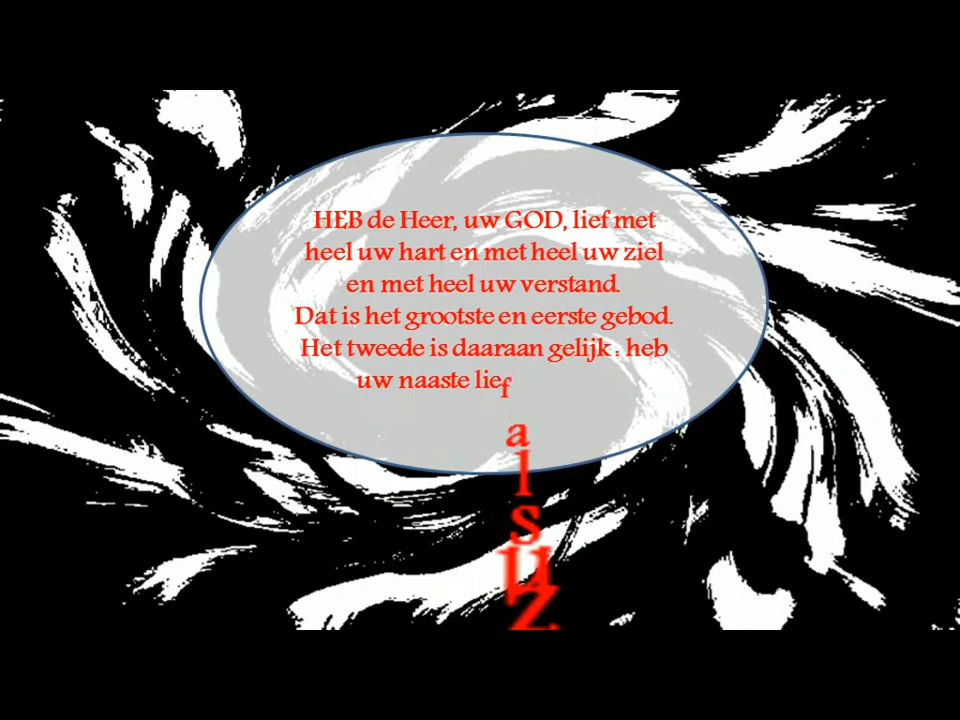 HEB de Heer, uw GOD, lief met
heel uw hart en met heel uw ziel
en met heel uw verstand.
Dat is het grootste en eerste gebod.
Het tweede is daaraan gelijk : heb
uw naaste lief
als
uz